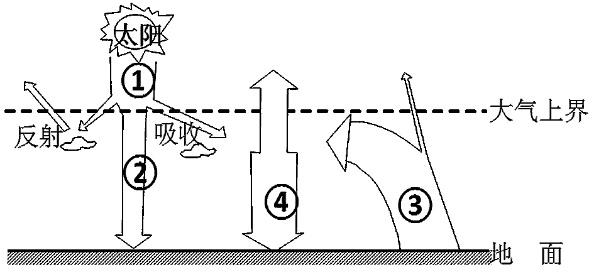 太阳
①
大气上界
反射
吸收
②
④
③
地 面